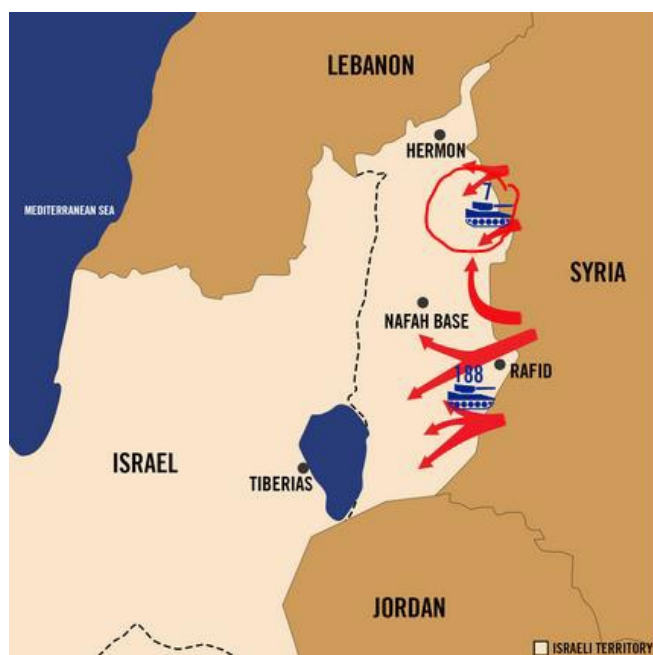 LEBANON
HERMON
7
MEDITERRANEAN SEA
SYRIA
NAFAH BASE
RAFID
188
ISRAEL
TIBERIAS
JORDAN
ISRAELI TERRITORY